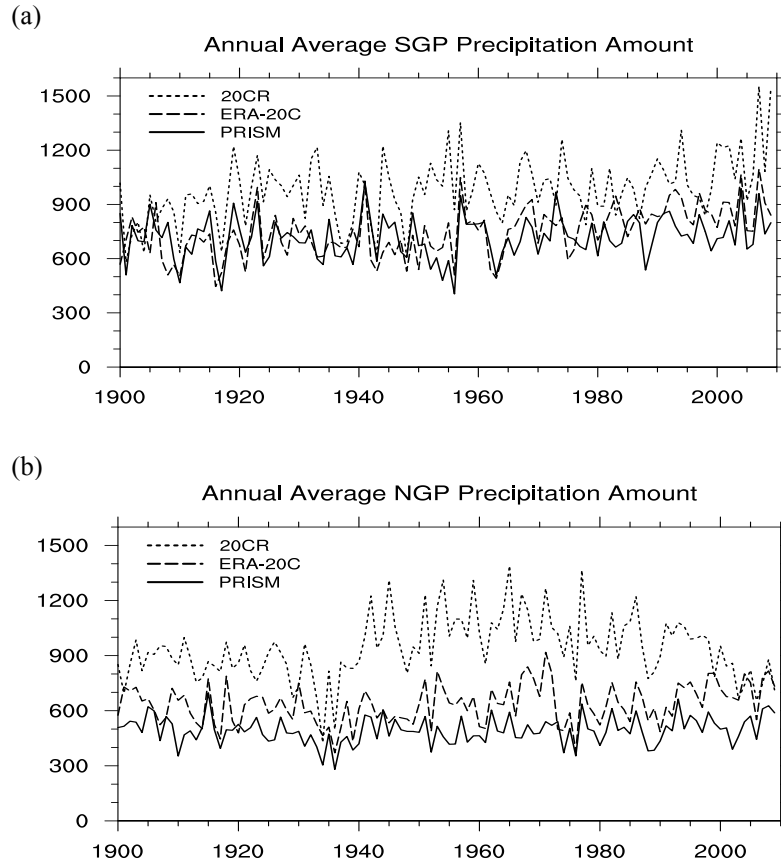 (a)
Annual Average SGP Precipitation Amount
1500
1200
900
600
300
0
20CR
ERA-20C
PRISM
1900 1920 1940 1960 1980 2000
(b)
Annual Average NGP Precipitation Amount
1500
1200
900
600
300
0
20CR
ERA-20C
PRISM
1900 1920 1940 1960 1980 2000